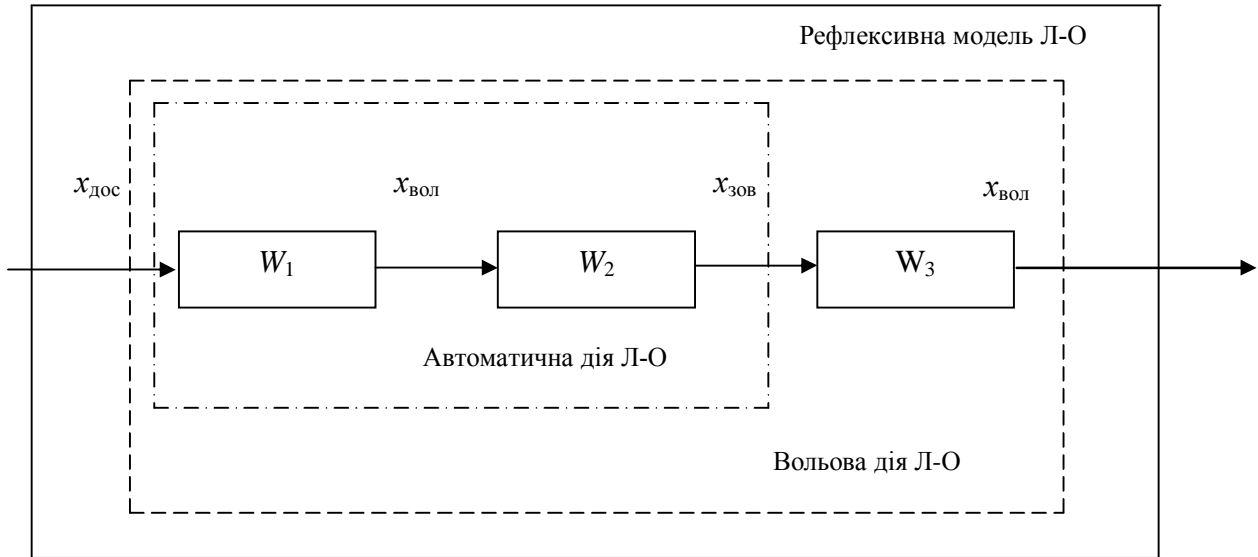 Рефлексивна модель Л-О
xдос xвол xзов xвол
W1 W2 W3
Автоматична дія Л-О
Вольова дія Л-О